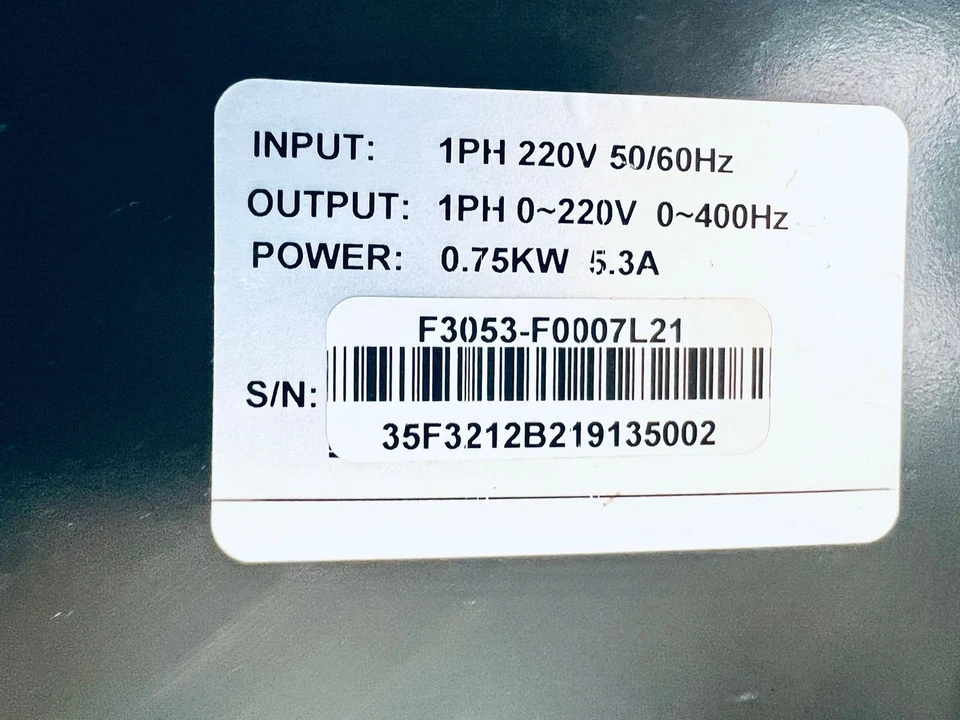 INPUT: 1PH 220V 50/60Hz
OUTPUT: 1PH 0~220V 0~400Hz
POWER: 0.75KW 5.3A
F3053-F0007L21
S/N:
35F3212B219135002